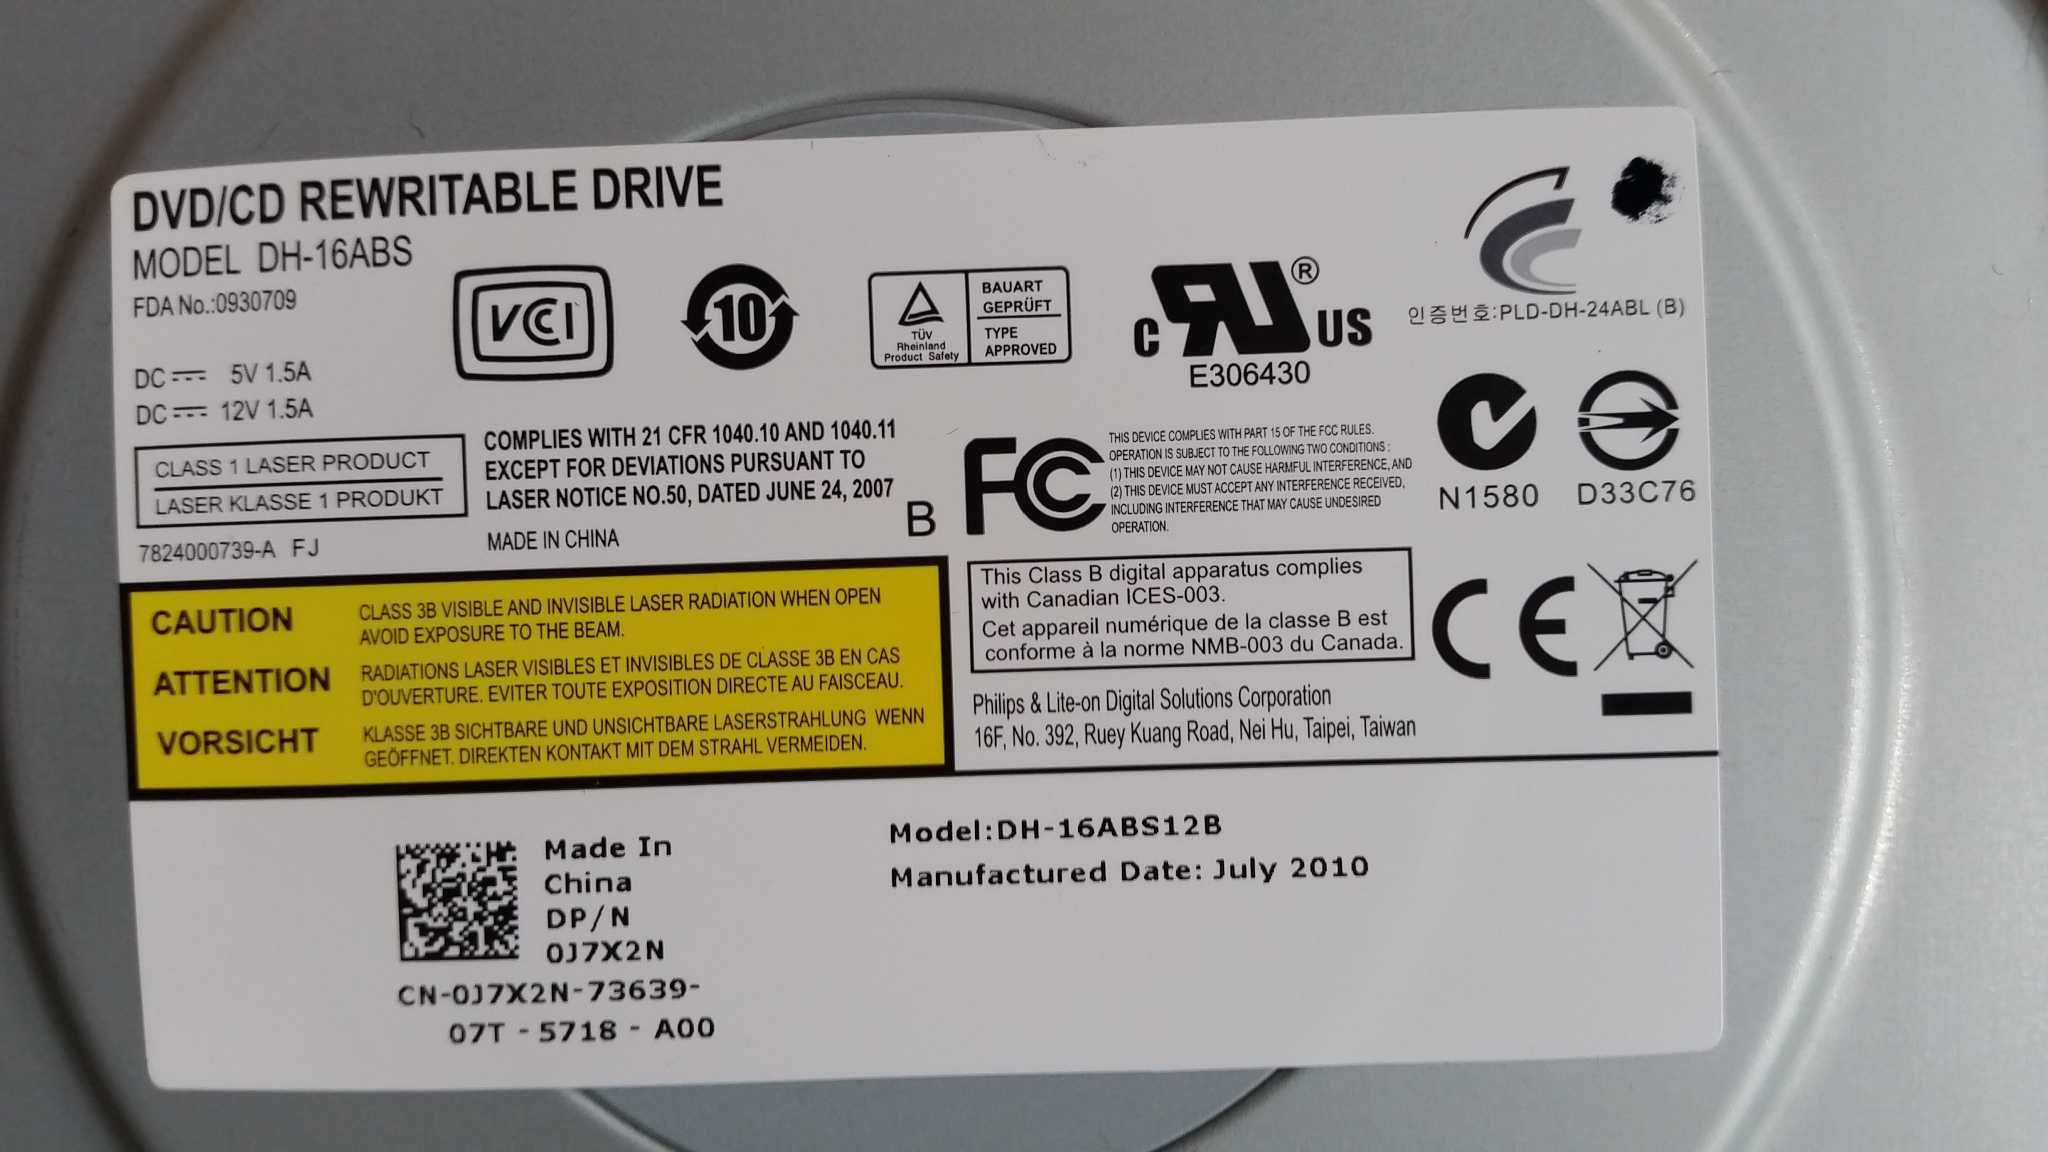 DVD/CD REWRITABLE DRIVE
MODEL DH-16ABS
FDA No.:0930709
DC 5V 1.5A
DC 12V 1.5A
CLASS 1 LASER PRODUCT
LASER KLASSE 1 PRODUKT
7824000739-A FJ
VCCI
10
TÜV
Rheinland
Product Safety
BAUART
GEPRÜFT
TYPE
APPROVED
c RU ® US
E306430
인증번호:PLD-DH-24ABL (B)
COMPLIES WITH 21 CFR 1040.10 AND 1040.11
EXCEPT FOR DEVIATIONS PURSUANT TO
LASER NOTICE NO.50, DATED JUNE 24, 2007
MADE IN CHINA
B
FC
THIS DEVICE COMPLIES WITH PART 15 OF THE FCC RULES.
OPERATION IS SUBJECT TO THE FOLLOWING TWO CONDITIONS :
(1) THIS DEVICE MAY NOT CAUSE HARMFUL INTERFERENCE, AND
(2) THIS DEVICE MUST ACCEPT ANY INTERFERENCE RECEIVED,
INCLUDING INTERFERENCE THAT MAY CAUSE UNDESIRED
OPERATION.
N1580
D33C76
CAUTION
CLASS 3B VISIBLE AND INVISIBLE LASER RADIATION WHEN OPEN
AVOID EXPOSURE TO THE BEAM.
ATTENTION
RADIATIONS LASER VISIBLES ET INVISIBLES DE CLASSE 3B EN CAS
D'OUVERTURE. EVITER TOUTE EXPOSITION DIRECTE AU FAISCEAU.
VORSICHT
KLASSE 3B SICHTBARE UND UNSICHTBARE LASERSTRAHLUNG WENN
GEÖFFNET. DIREKTEN KONTAKT MIT DEM STRAHL VERMEIDEN.
This Class B digital apparatus complies
with Canadian ICES-003.
Cet appareil numérique de la classe B est
conforme à la norme NMB-003 du Canada.
CE
Philips & Lite-on Digital Solutions Corporation
16F, No. 392, Ruey Kuang Road, Nei Hu, Taipei, Taiwan
Made In
China
DP/N
0J7X2N
CN-0J7X2N-73639-
07T - 5718 - A00
Model:DH-16ABS12B
Manufactured Date: July 2010